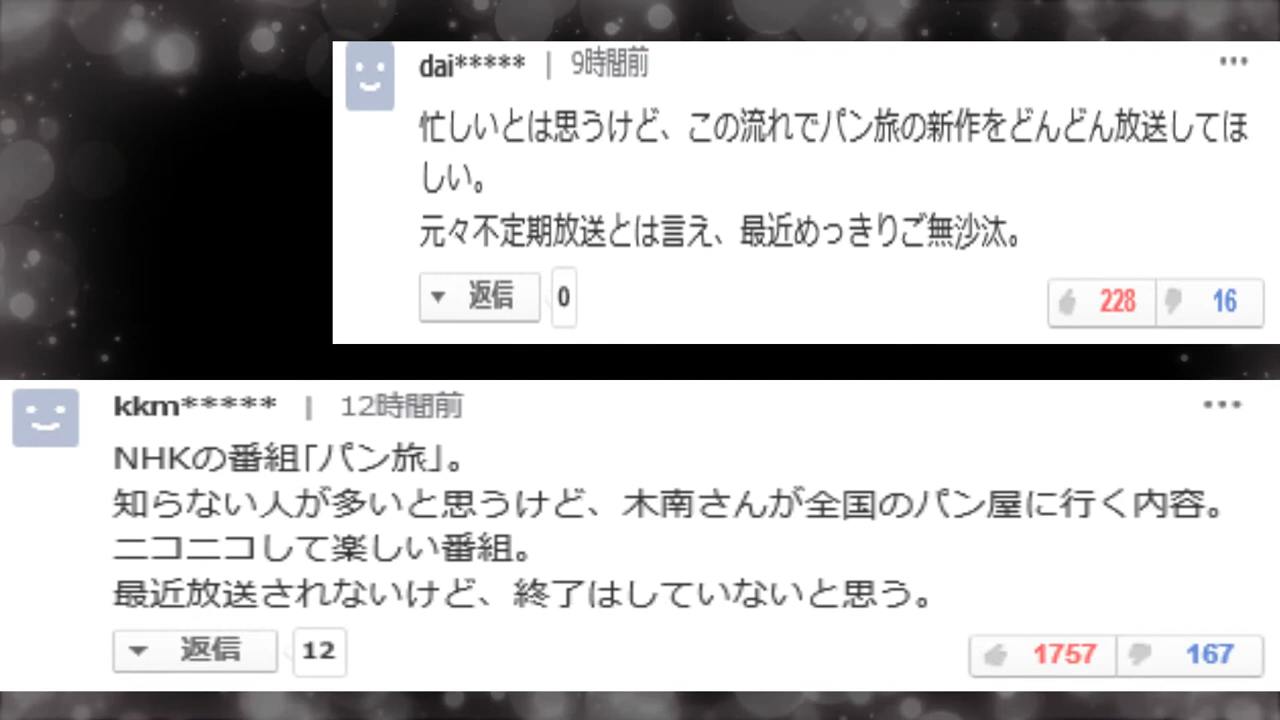 dai***** | 9時間前
忙しいとは思うけど、この流れでパン旅の新作をどんどん放送してほ
しい。
元々不定期放送とは言え、最近めっきりご無沙汰。
返信 0 228 16
kkm***** | 12時間前
NHKの番組｢パン旅｣。
知らない人が多いと思うけど、木南さんが全国のパン屋に行く内容。
ニコニコして楽しい番組。
最近放送されないけど、終了はしていないと思う。
返信 12 1757 167